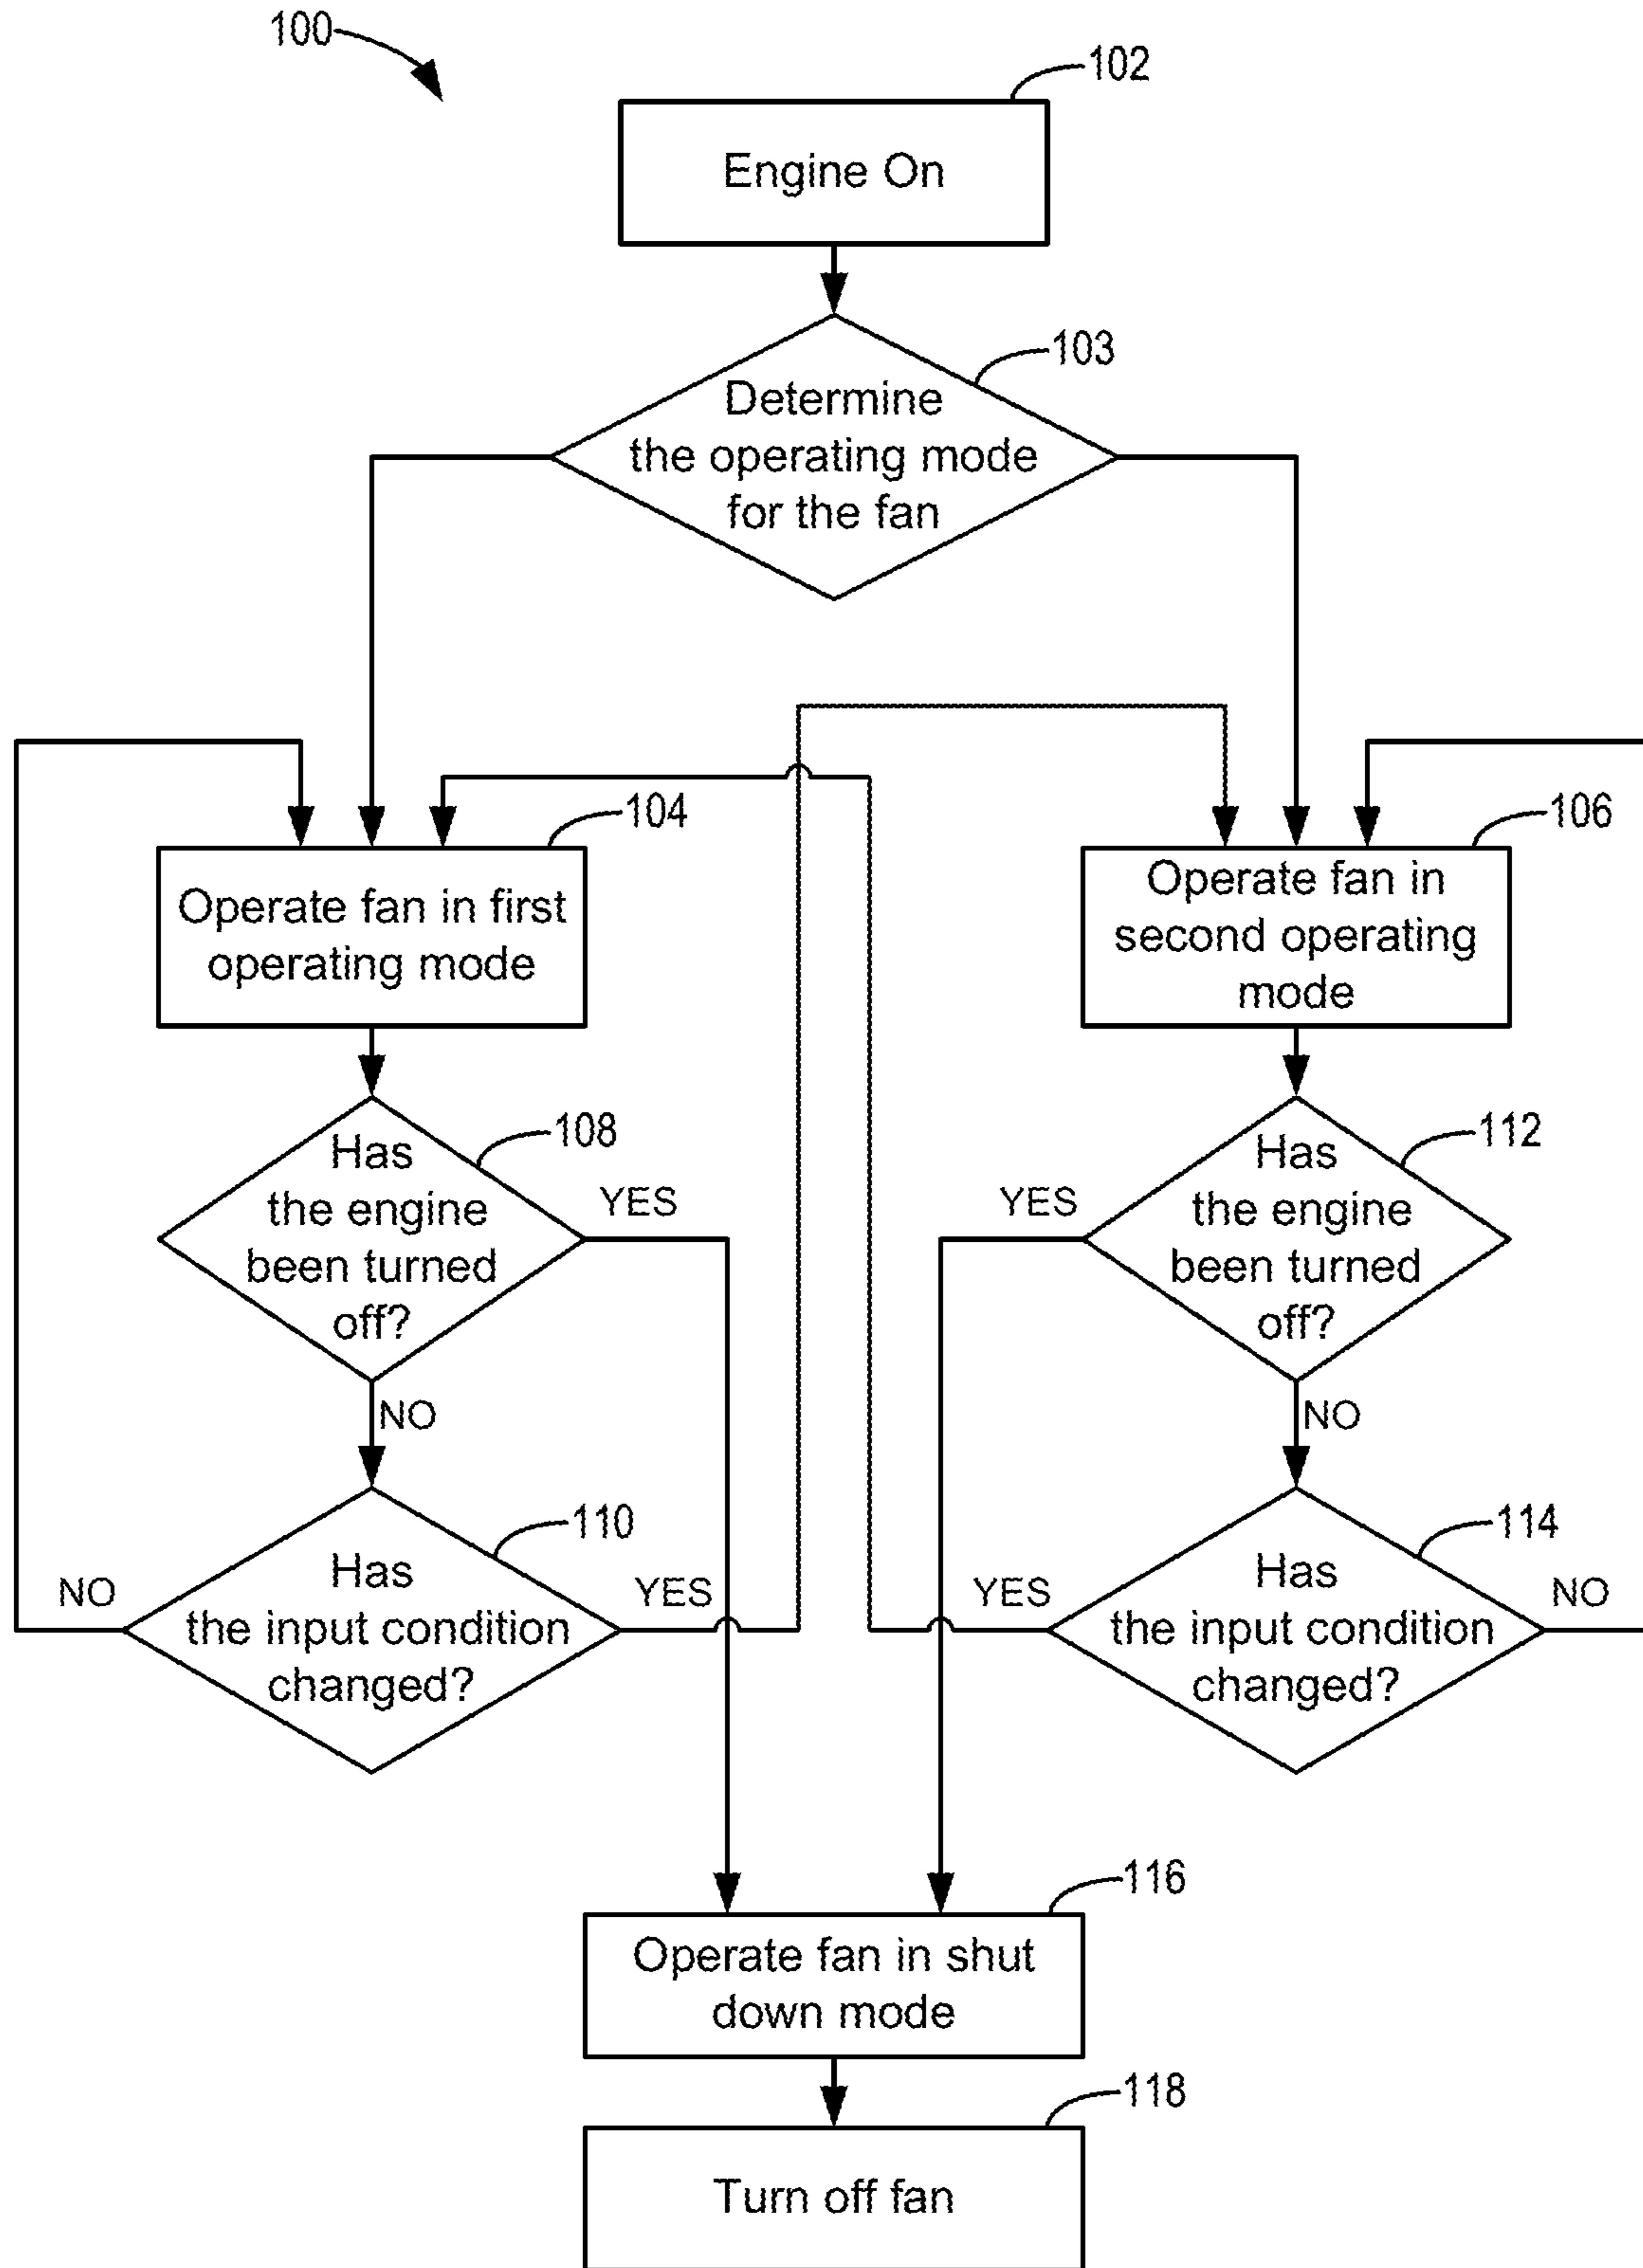 100
102
Engine On
103
Determine
the operating mode
for the fan
104
Operate fan in first
operating mode
106
Operate fan in
second operating
mode
108
Has
the engine
been turned
off?
YES
NO
112
Has
the engine
been turned
off?
YES
NO
110
Has
the input condition
changed?
NO
YES
114
Has
the input condition
changed?
YES
NO
116
Operate fan in shut
down mode
118
Turn off fan